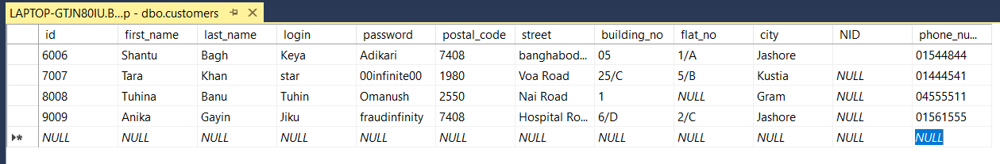 LAPTOP-GTJN80IU.B...p - dbo.customers
id first_name last_name login password postal_code street building_no flat_no city NID phone_nu...
6006 Shantu Bagh Keya Adikari 7408 banghabod... 05 1/A Jashore 01544844
7007 Tara Khan star 00infinite00 1980 Voa Road 25/C 5/B Kustia NULL 01444541
8008 Tuhina Banu Tuhin Omanush 2550 Nai Road 1 NULL Gram NULL 04555511
9009 Anika Gayin Jiku fraudinfinity 7408 Hospital Ro... 6/D 2/C Jashore NULL 01561555
NULL NULL NULL NULL NULL NULL NULL NULL NULL NULL NULL NULL